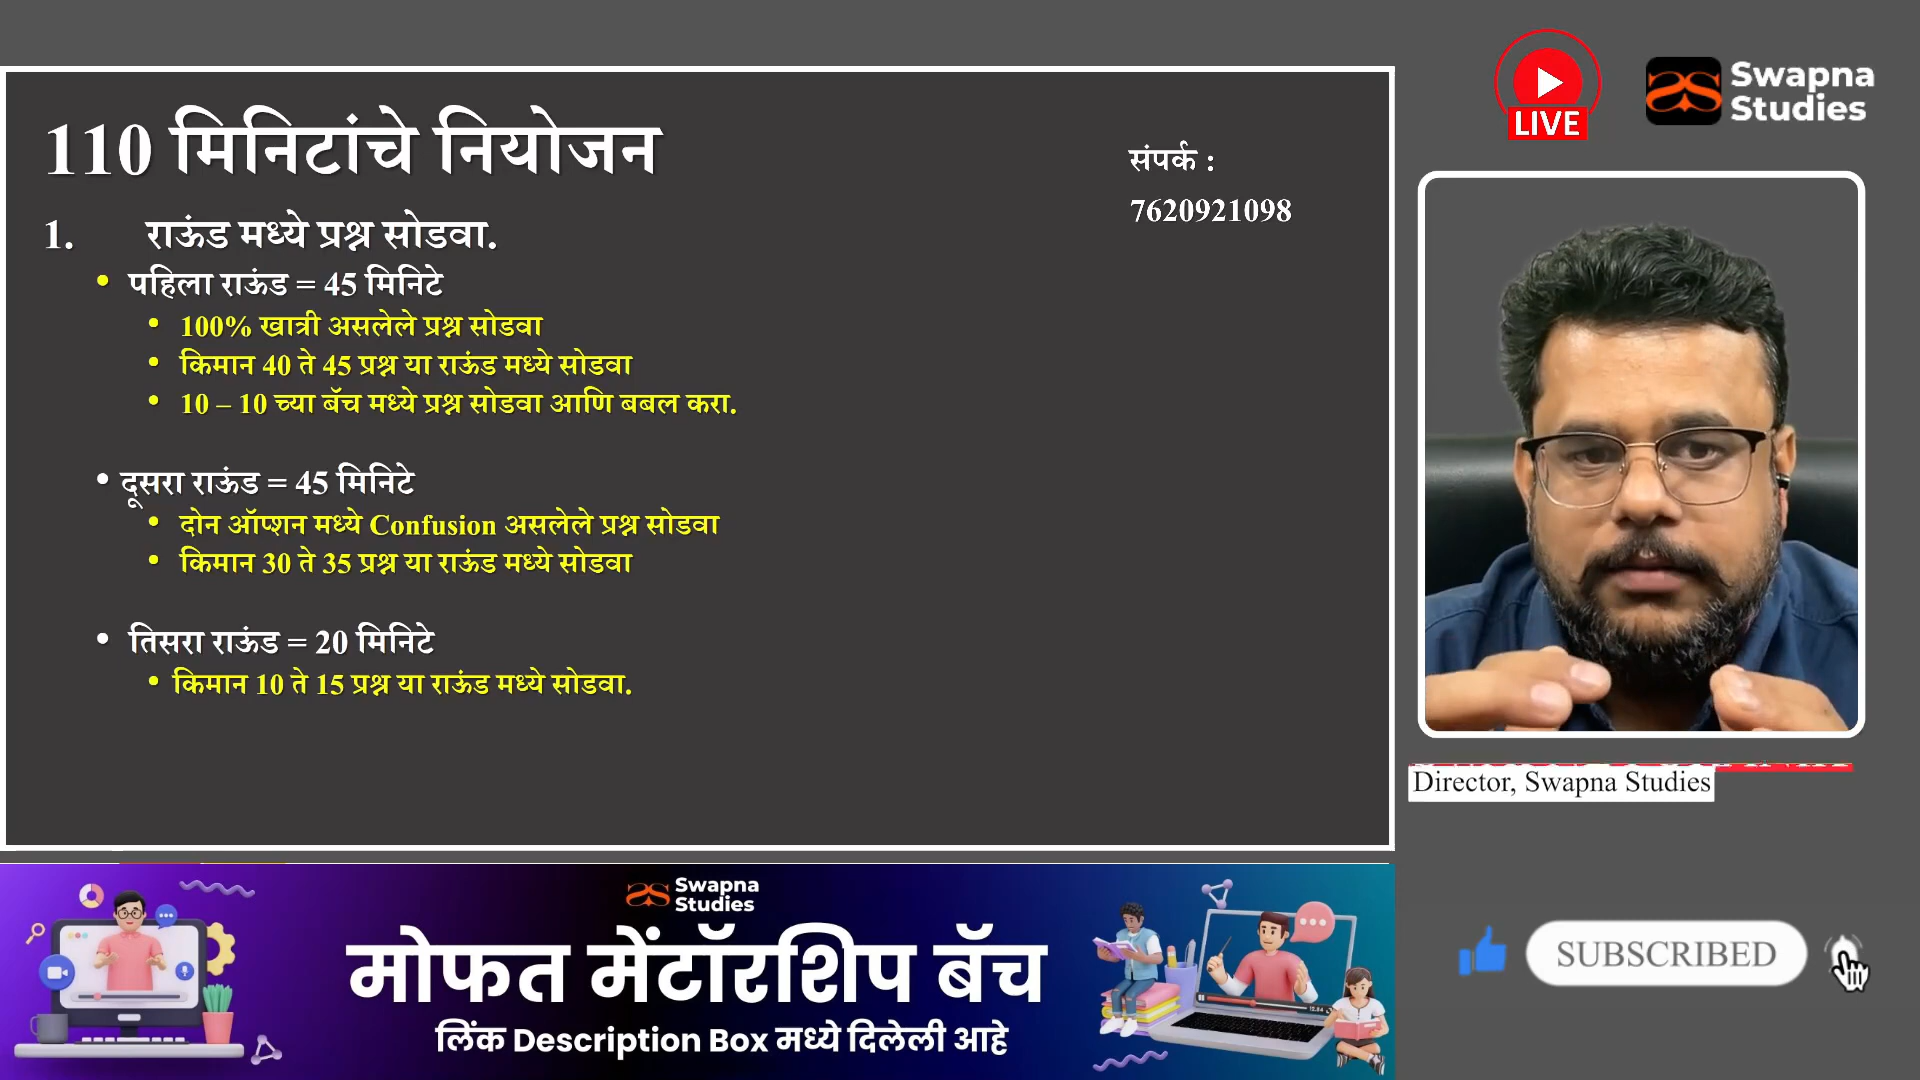 110 मिनिटांचे नियोजन
संपर्क :
7620921098
1. राऊंड मध्ये प्रश्न सोडवा.
• पहिला राऊंड = 45 मिनिटे
• 100% खात्री असलेले प्रश्न सोडवा
• किमान 40 ते 45 प्रश्न या राऊंड मध्ये सोडवा
• 10 – 10 च्या बॅच मध्ये प्रश्न सोडवा आणि बबल करा.
• दूसरा राऊंड = 45 मिनिटे
• दोन ऑप्शन मध्ये Confusion असलेले प्रश्न सोडवा
• किमान 30 ते 35 प्रश्न या राऊंड मध्ये सोडवा
• तिसरा राऊंड = 20 मिनिटे
• किमान 10 ते 15 प्रश्न या राऊंड मध्ये सोडवा.
LIVE
Swapna
Studies
Director, Swapna Studies
Swapna
Studies
मोफत मेंटॉरशिप बॅच
लिंक Description Box मध्ये दिलेली आहे
SUBSCRIBED